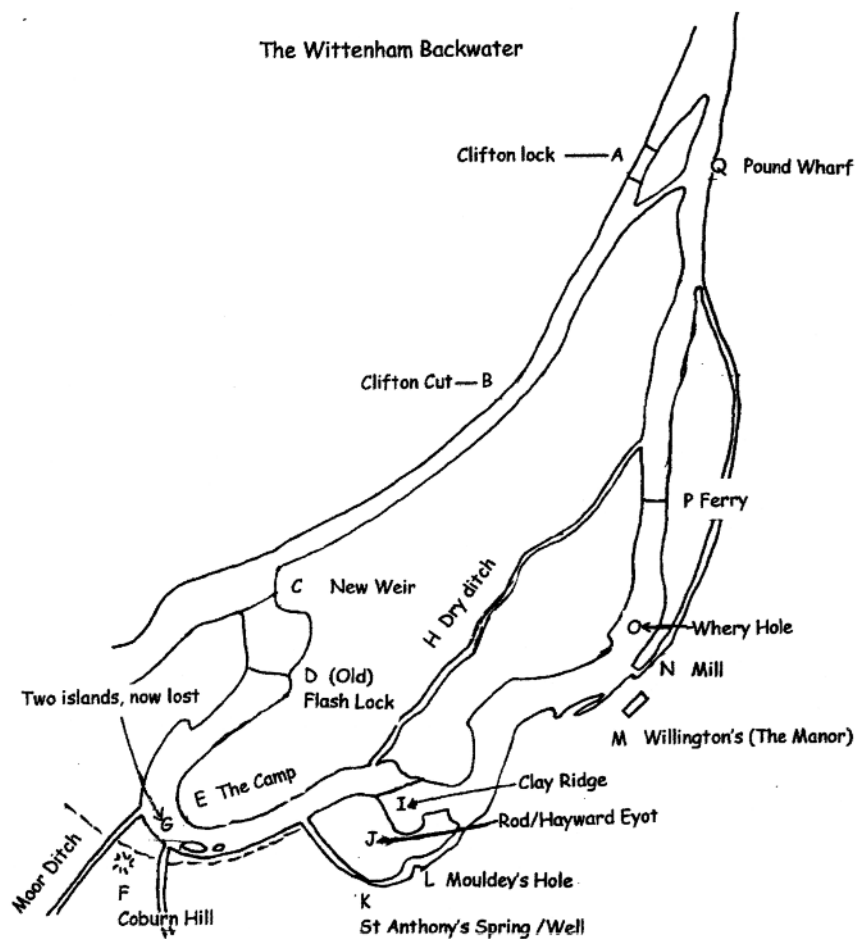 The Wittenham Backwater
Clifton lock A
Q Pound Wharf
Clifton Cut B
P Ferry
C New Weir
H Dry ditch
O Whery Hole
D (Old)
Flash Lock
N Mill
Two islands, now lost
M Willington's (The Manor)
E The Camp
I Clay Ridge
G
J Rod/Hayward Eyot
Moor Ditch
L Mouldey's Hole
F
Coburn Hill
K
St Anthony's Spring /Well